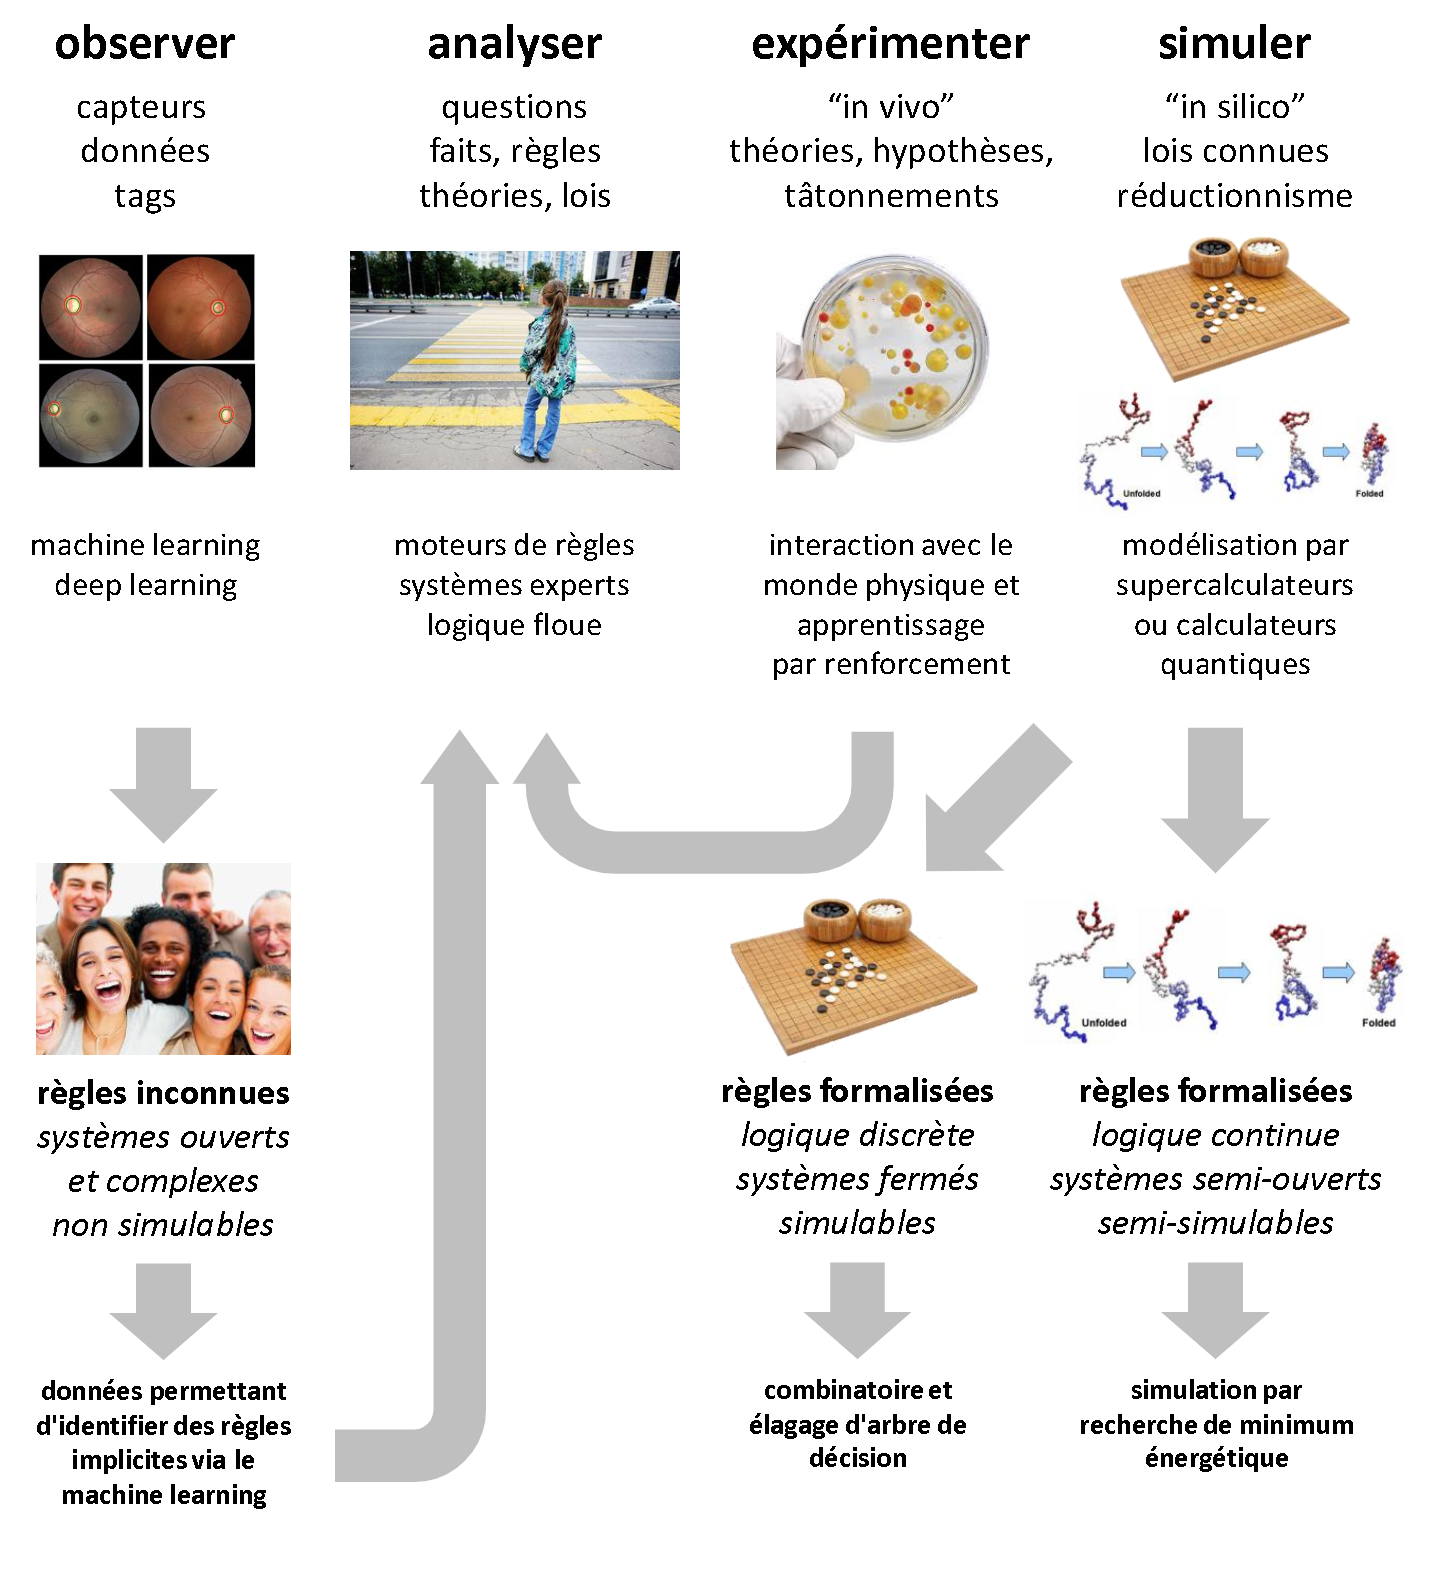 observer
capteurs
données
tags
machine learning
deep learning
analyser
questions
faits, règles
théories, lois
moteurs de règles
systèmes experts
logique floue
expérimenter
“in vivo”
théories, hypothèses,
tâtonnements
interaction avec le
monde physique et
apprentissage
par renforcement
simuler
“in silico”
lois connues
réductionnisme
Unfolded
Folded
modélisation par
supercalculateurs
ou calculateurs
quantiques
règles inconnues
systèmes ouverts
et complexes
non simulables
données permettant
d'identifier des règles
implicites via le
machine learning
règles formalisées
logique discrète
systèmes fermés
simulables
combinatoire et
élagage d'arbre de
décision
Unfolded
Folded
règles formalisées
logique continue
systèmes semi-ouverts
semi-simulables
simulation par
recherche de minimum
énergétique